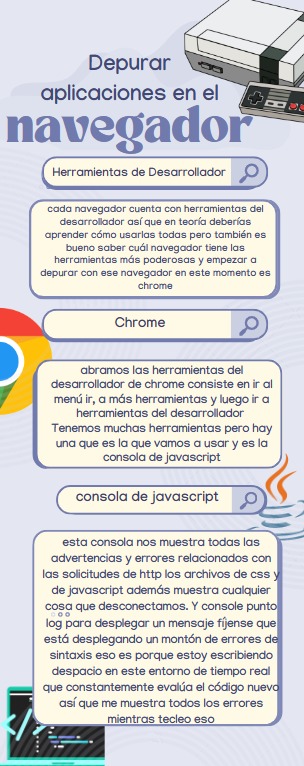 Depurar
aplicaciones en el
navegador
Herramientas de Desarrollador
cada navegador cuenta con herramientas del
desarrollador así que en teoría deberías
aprender cómo usarlas todas pero también es
bueno saber cuál navegador tiene las
herramientas más poderosas y empezar a
depurar con ese navegador en este momento es
chrome
Chrome
abramos las herramientas del
desarrollador de chrome consiste en ir al
menú ir, a más herramientas y luego ir a
herramientas del desarrollador
Tenemos muchas herramientas pero hay
una que es la que vamos a usar y es la
consola de javascript
consola de javascript
esta consola nos muestra todas las
advertencias y errores relacionados con
las solicitudes de http los archivos de css y
de javascript además muestra cualquier
cosa que desconectamos. Y console punto
log para desplegar un mensaje fíjense que
está desplegando un montón de errores de
sintaxis eso es porque estoy escribiendo
despacio en este entorno de tiempo real
que constantemente evalúa el código nuevo
así que me muestra todos los errores
mientras tecleo eso